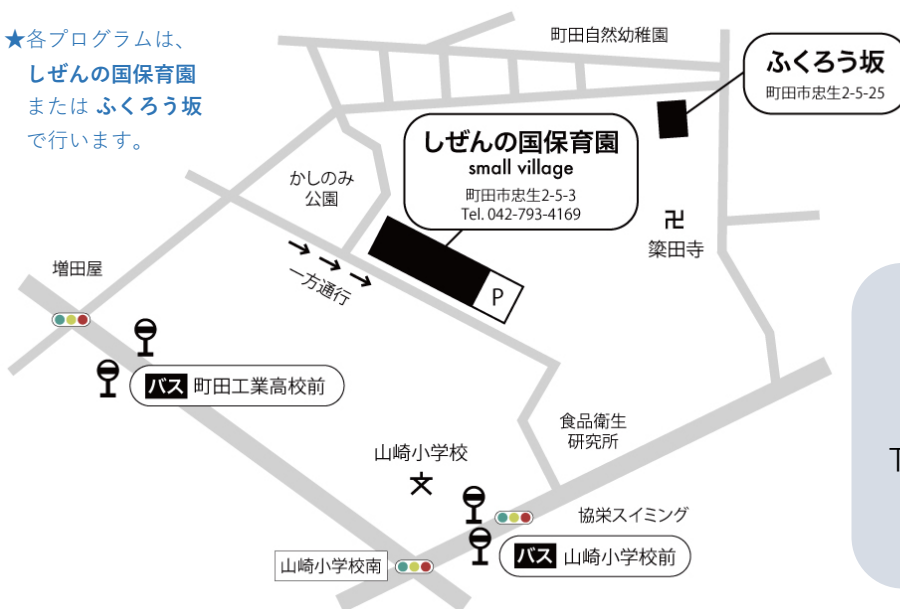 ★各プログラムは、
しぜんの国保育園
または ふくろう坂
で行います。
町田自然幼稚園
ふくろう坂
町田市忠生2-5-25
しぜんの国保育園
small village
町田市忠生2-5-3
Tel. 042-793-4169
かしのみ
公園
卍
簗田寺
一方通行
P
増田屋
バス 町田工業高校前
食品衛生
研究所
山崎小学校
文
協栄スイミング
バス 山崎小学校前
山崎小学校南
T